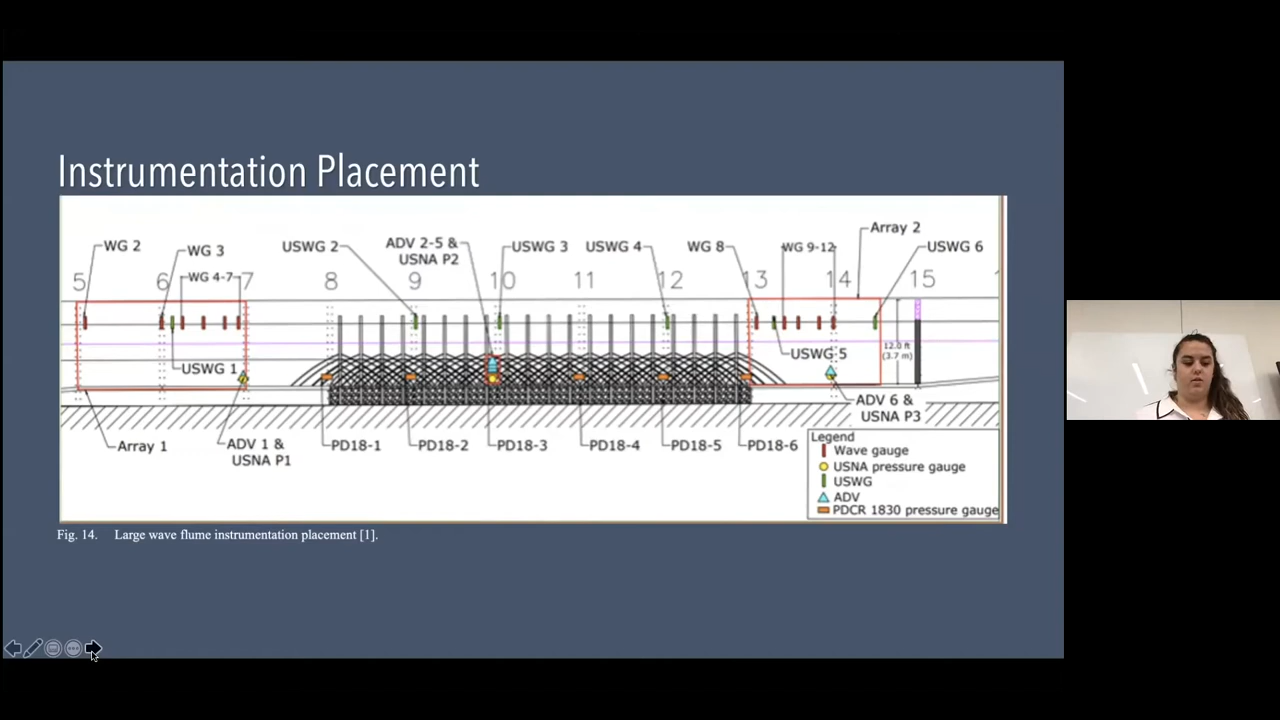 Instrumentation Placement
WG 2
WG 3
WG 4-7
USWG 2
ADV 2-5 &
USNA P2
USWG 3
USWG 4
WG 8
WG 9-12
Array 2
USWG 6
5 6 7 8 9 10 11 12 13 14 15
USWG 1
USWG 5
12.0 ft
(3.7 m)
Array 1
ADV 1 &
USNA P1
PD18-1
PD18-2
PD18-3
PD18-4
PD18-5
PD18-6
ADV 6 &
USNA P3
Legend
Wave gauge
USNA pressure gauge
USWG
ADV
PDCR 1830 pressure gauge
Fig. 14. Large wave flume instrumentation placement [1].